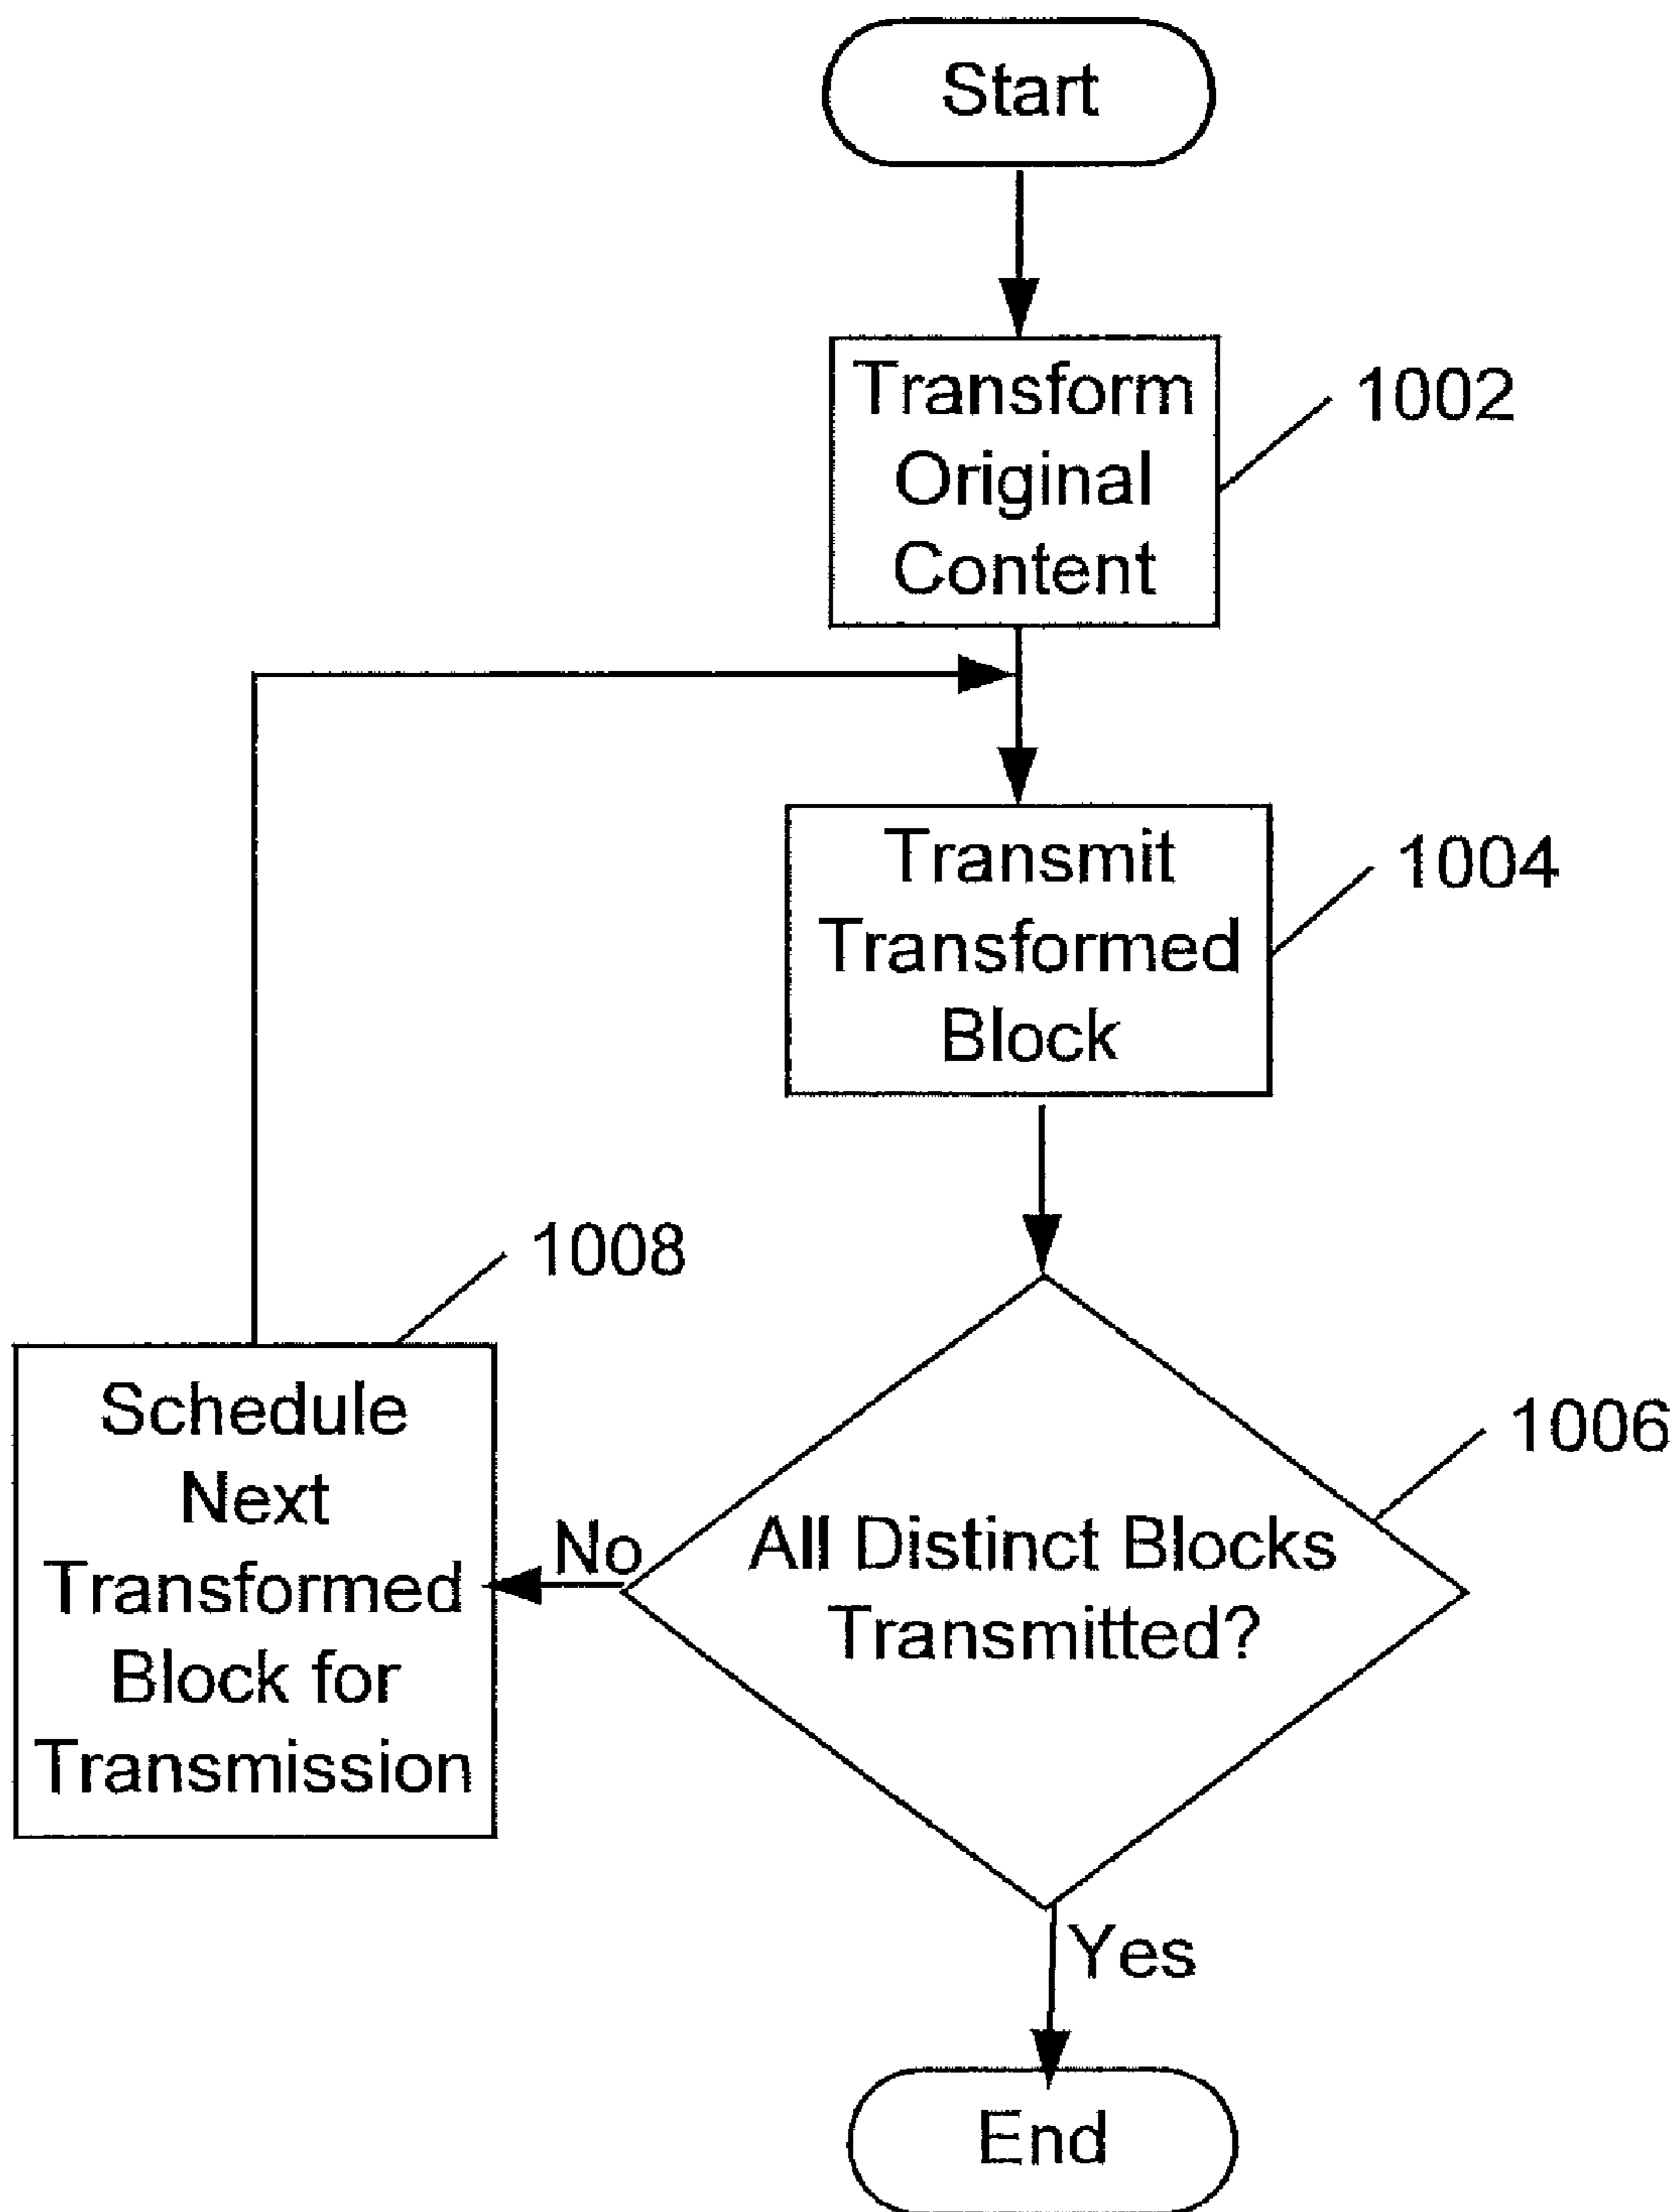 Start
Transform
Original
Content
1002
Transmit
Transformed
Block
1004
1008
Schedule
Next
Transformed
Block for
Transmission
No
All Distinct Blocks
Transmitted?
1006
Yes
End